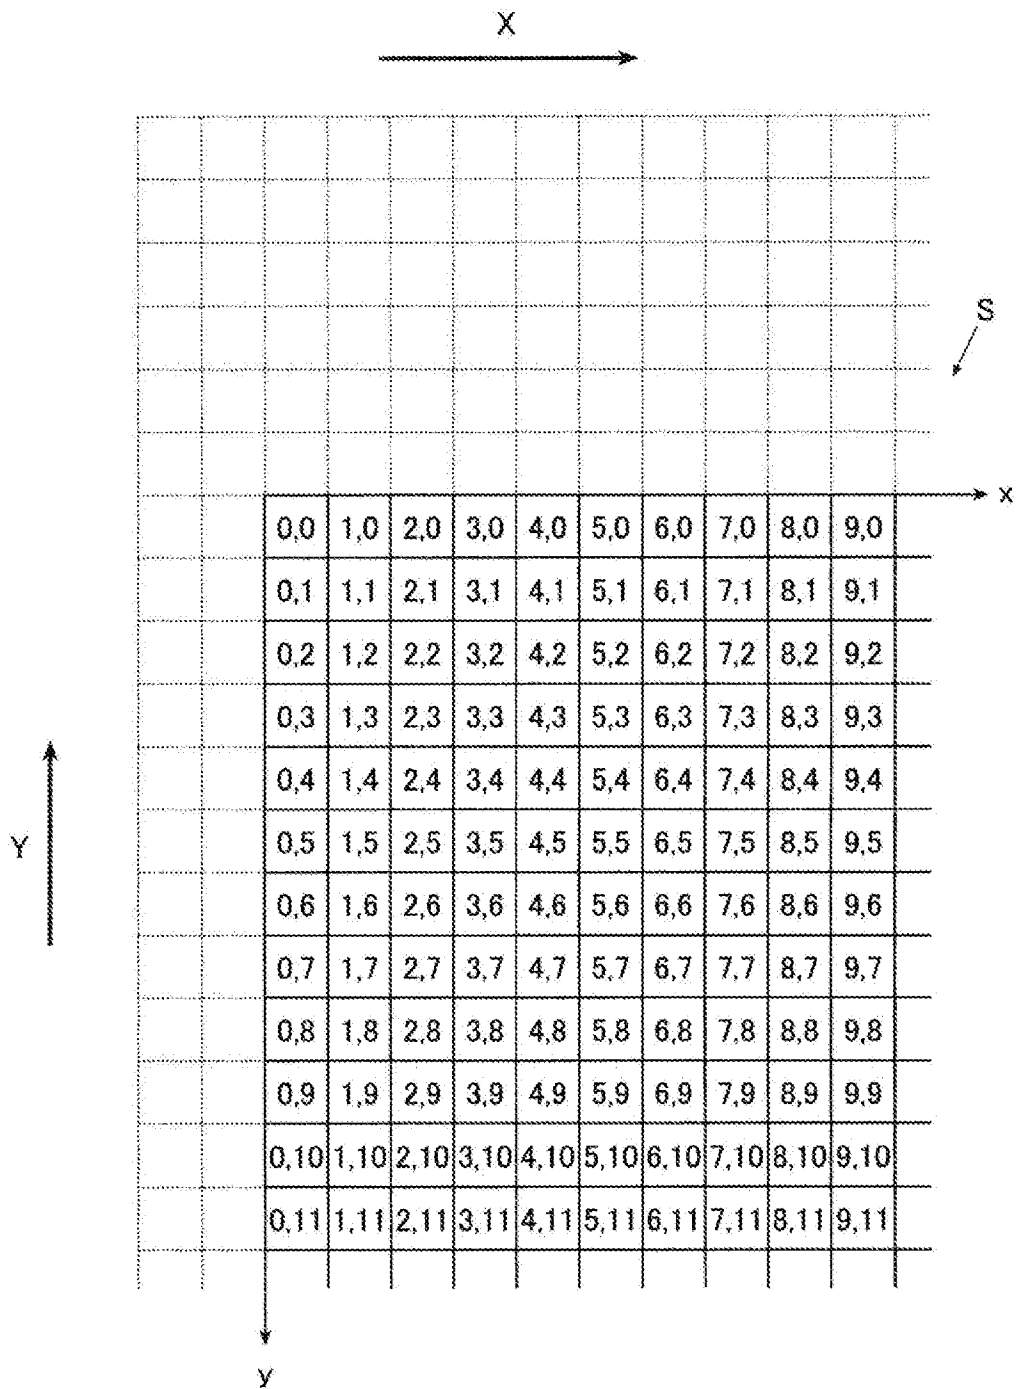 X
S
x
0,0 1,0 2,0 3,0 4,0 5,0 6,0 7,0 8,0 9,0
0,1 1,1 2,1 3,1 4,1 5,1 6,1 7,1 8,1 9,1
0,2 1,2 2,2 3,2 4,2 5,2 6,2 7,2 8,2 9,2
0,3 1,3 2,3 3,3 4,3 5,3 6,3 7,3 8,3 9,3
0,4 1,4 2,4 3,4 4,4 5,4 6,4 7,4 8,4 9,4
Y
0,5 1,5 2,5 3,5 4,5 5,5 6,5 7,5 8,5 9,5
0,6 1,6 2,6 3,6 4,6 5,6 6,6 7,6 8,6 9,6
0,7 1,7 2,7 3,7 4,7 5,7 6,7 7,7 8,7 9,7
0,8 1,8 2,8 3,8 4,8 5,8 6,8 7,8 8,8 9,8
0,9 1,9 2,9 3,9 4,9 5,9 6,9 7,9 8,9 9,9
0,10 1,10 2,10 3,10 4,10 5,10 6,10 7,10 8,10 9,10
0,11 1,11 2,11 3,11 4,11 5,11 6,11 7,11 8,11 9,11
y